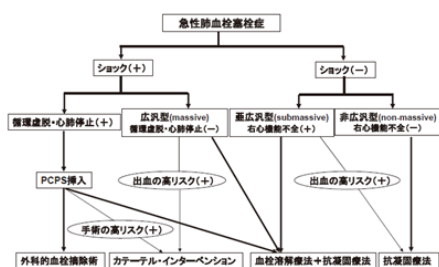 急性肺血栓塞栓症
ショック(+)
ショック(−)
循環虚脱・心肺停止(+)
広汎型(massive)
循環虚脱・心肺停止(−)
亜広汎型(submassive)
右心機能不全(+)
非広汎型(non-massive)
右心機能不全(−)
PCPS挿入
出血の高リスク(+)
出血の高リスク(+)
手術の高リスク(+)
外科的血栓摘除術
カテーテル・インターベンション
血栓溶解療法+抗凝固療法
抗凝固療法